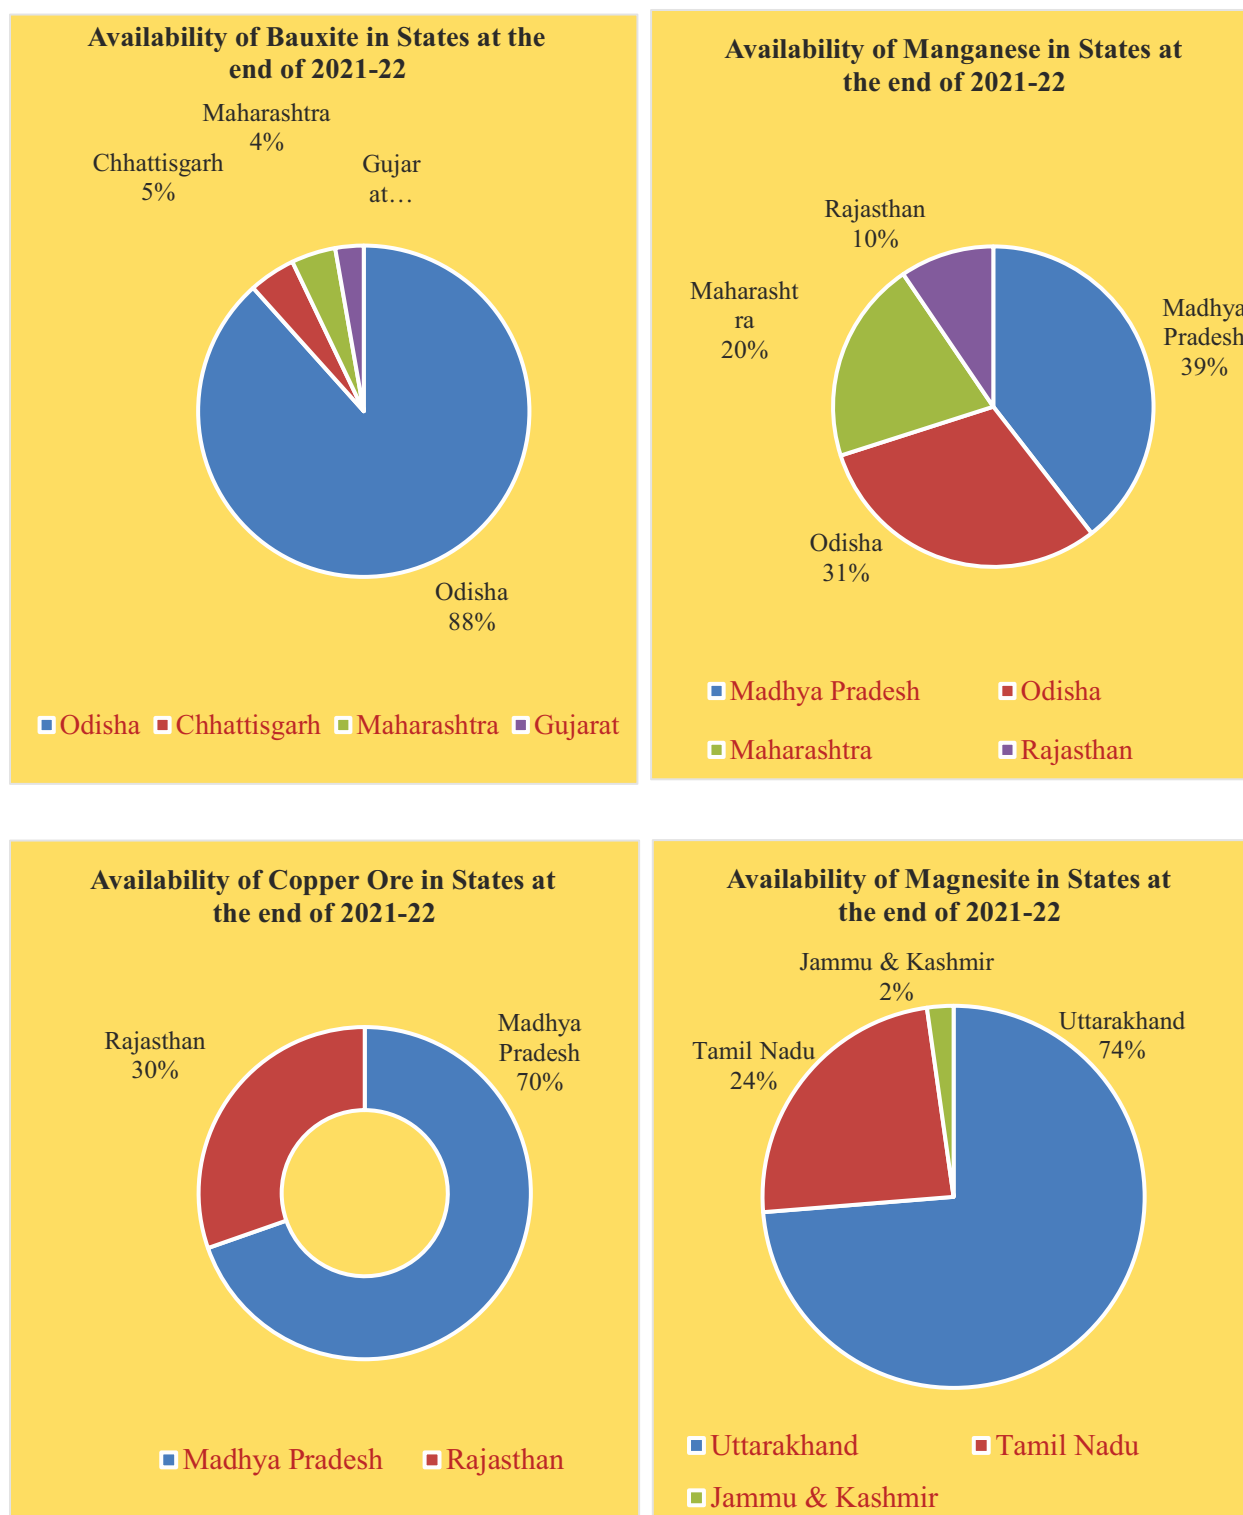 Availability of Bauxite in States at the
end of 2021-22
Maharashtra
4%
Chhattisgarh
5%
Gujar
at…
Odisha
88%
Odisha Chhattisgarh Maharashtra Gujarat
Availability of Manganese in States at
the end of 2021-22
Rajasthan
10%
Maharasht
ra
20%
Madhya
Pradesh
39%
Odisha
31%
Madhya Pradesh Odisha
Maharashtra Rajasthan
Availability of Copper Ore in States at
the end of 2021-22
Rajasthan
30%
Madhya
Pradesh
70%
Madhya Pradesh Rajasthan
Availability of Magnesite in States at
the end of 2021-22
Jammu & Kashmir
2%
Uttarakhand
74%
Tamil Nadu
24%
Uttarakhand Tamil Nadu
Jammu & Kashmir